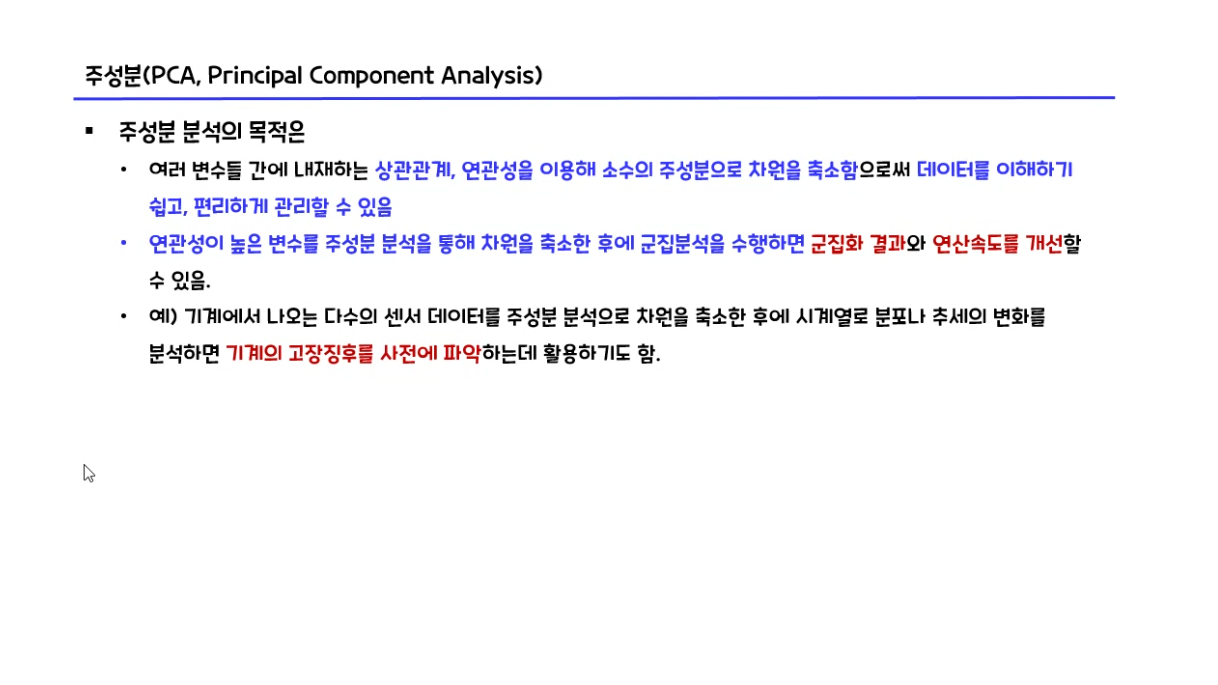 주성분(PCA, Principal Component Analysis)
▪ 주성분 분석의 목적은
• 여러 변수들 간에 내재하는 상관관계, 연관성을 이용해 소수의 주성분으로 차원을 축소함으로써 데이터를 이해하기
쉽고, 편리하게 관리할 수 있음
• 연관성이 높은 변수를 주성분 분석을 통해 차원을 축소한 후에 군집분석을 수행하면 군집화 결과와 연산속도를 개선할
수 있음.
• 예) 기계에서 나오는 다수의 센서 데이터를 주성분 분석으로 차원을 축소한 후에 시계열로 분포나 추세의 변화를
분석하면 기계의 고장징후를 사전에 파악하는데 활용하기도 함.